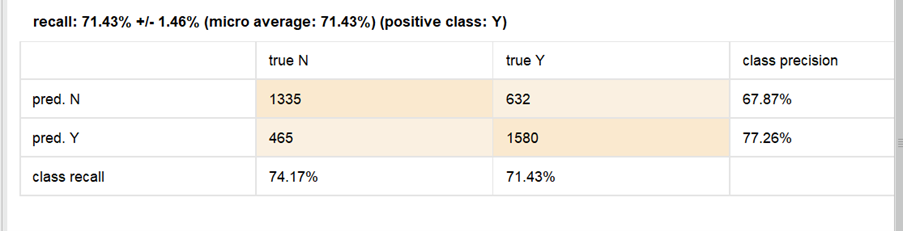 recall: 71.43% +/- 1.46% (micro average: 71.43%) (positive class: Y)
true N true Y class precision
pred. N 1335 632 67.87%
pred. Y 465 1580 77.26%
class recall 74.17% 71.43%